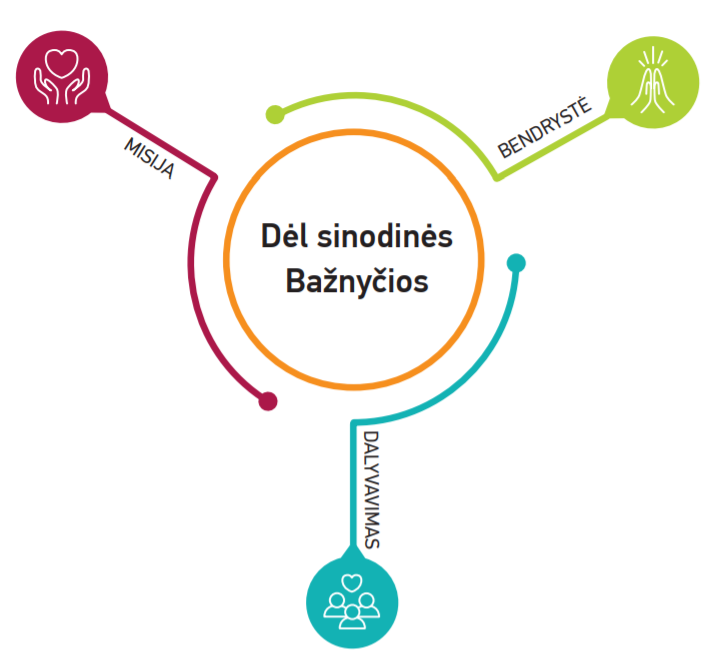 MISIJA
BENDRYSTĖ
Dėl sinodinės
Bažnyčios
DALYVAVIMAS